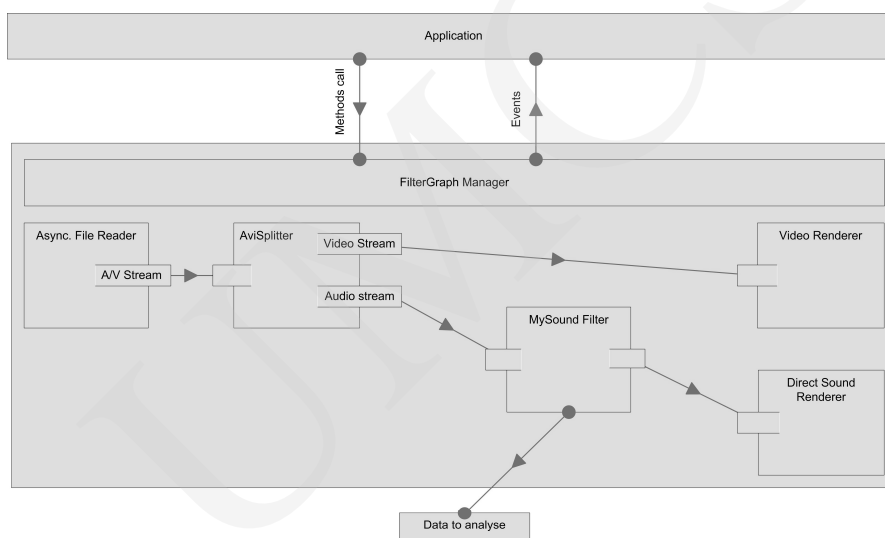 Application
Methods call
Events
FilterGraph Manager
Async. File Reader
A/V Stream
AviSplitter
Video Stream
Audio stream
MySound Filter
Video Renderer
Direct Sound
Renderer
Data to analyse
UMCS